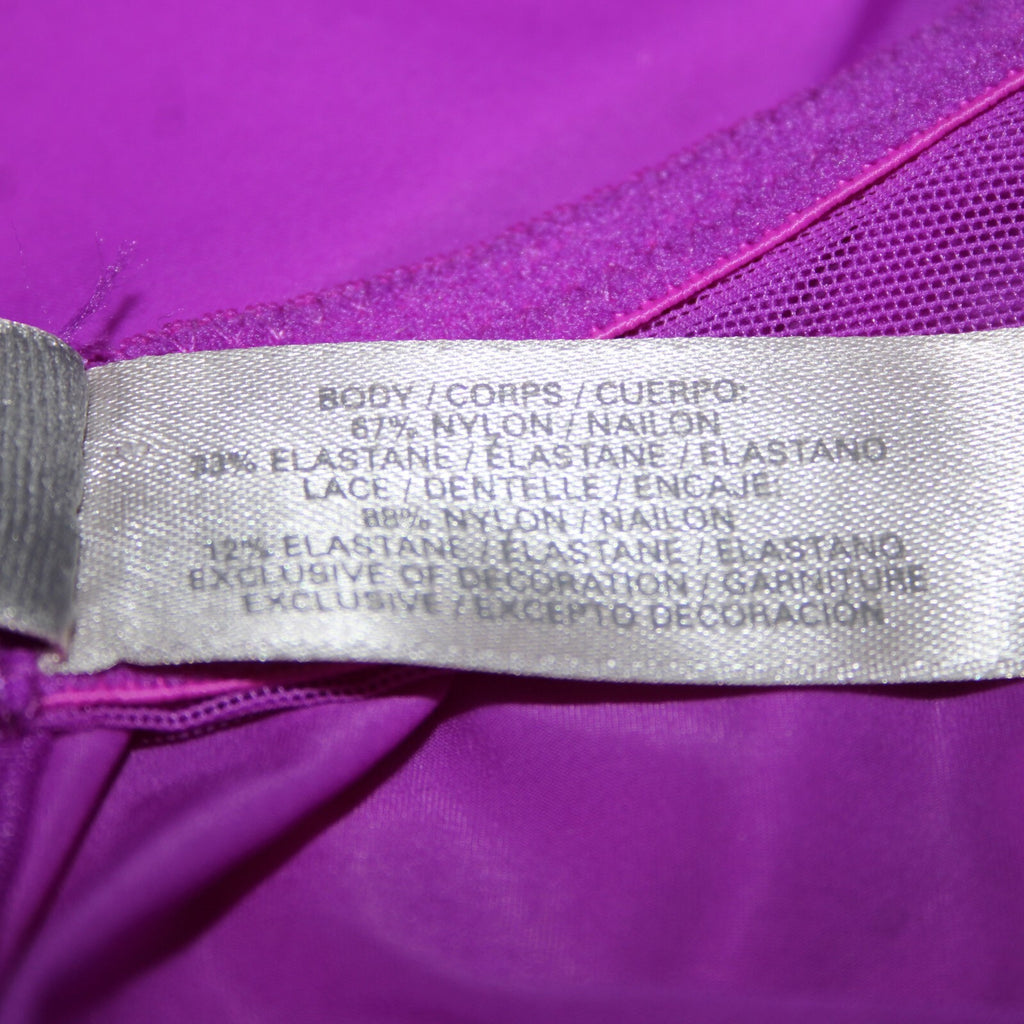 BODY / CORPS / CUERPO:
67% NYLON / NAILON
33% ELASTANE / ÉLASTANE / ELASTANO
LACE / DENTELLE / ENCAJE:
88% NYLON / NAILON
12% ELASTANE / ÉLASTANE / ELASTANO
EXCLUSIVE OF DECORATION / GARNITURE
EXCLUSIVE / EXCEPTO DECORACIÓN